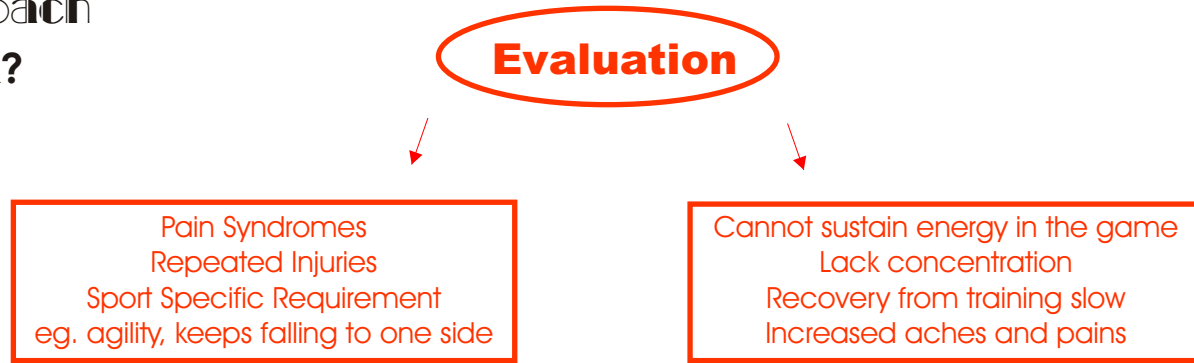 Evaluation
Pain Syndromes
Repeated Injuries
Sport Specific Requirement
eg. agility, keeps falling to one side
Cannot sustain energy in the game
Lack concentration
Recovery from training slow
Increased aches and pains